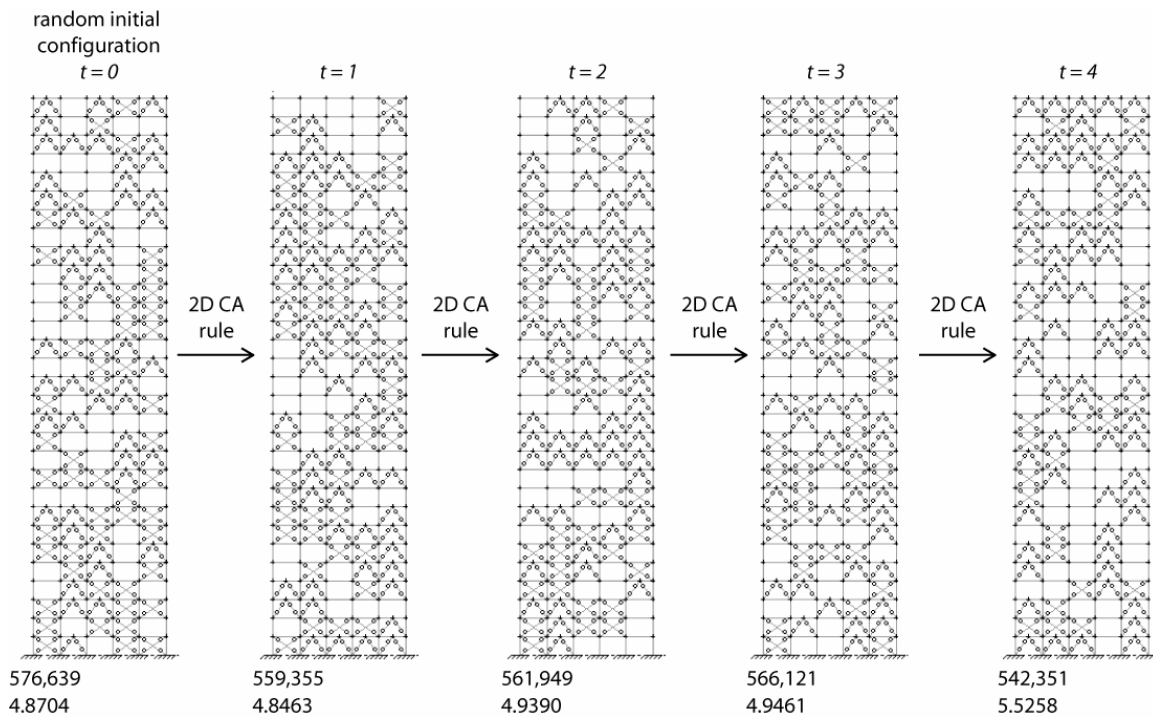 random initial
configuration
t = 0
t = 1
t = 2
t = 3
t = 4
2D CA
rule
2D CA
rule
2D CA
rule
2D CA
rule
576,639
4.8704
559,355
4.8463
561,949
4.9390
566,121
4.9461
542,351
5.5258